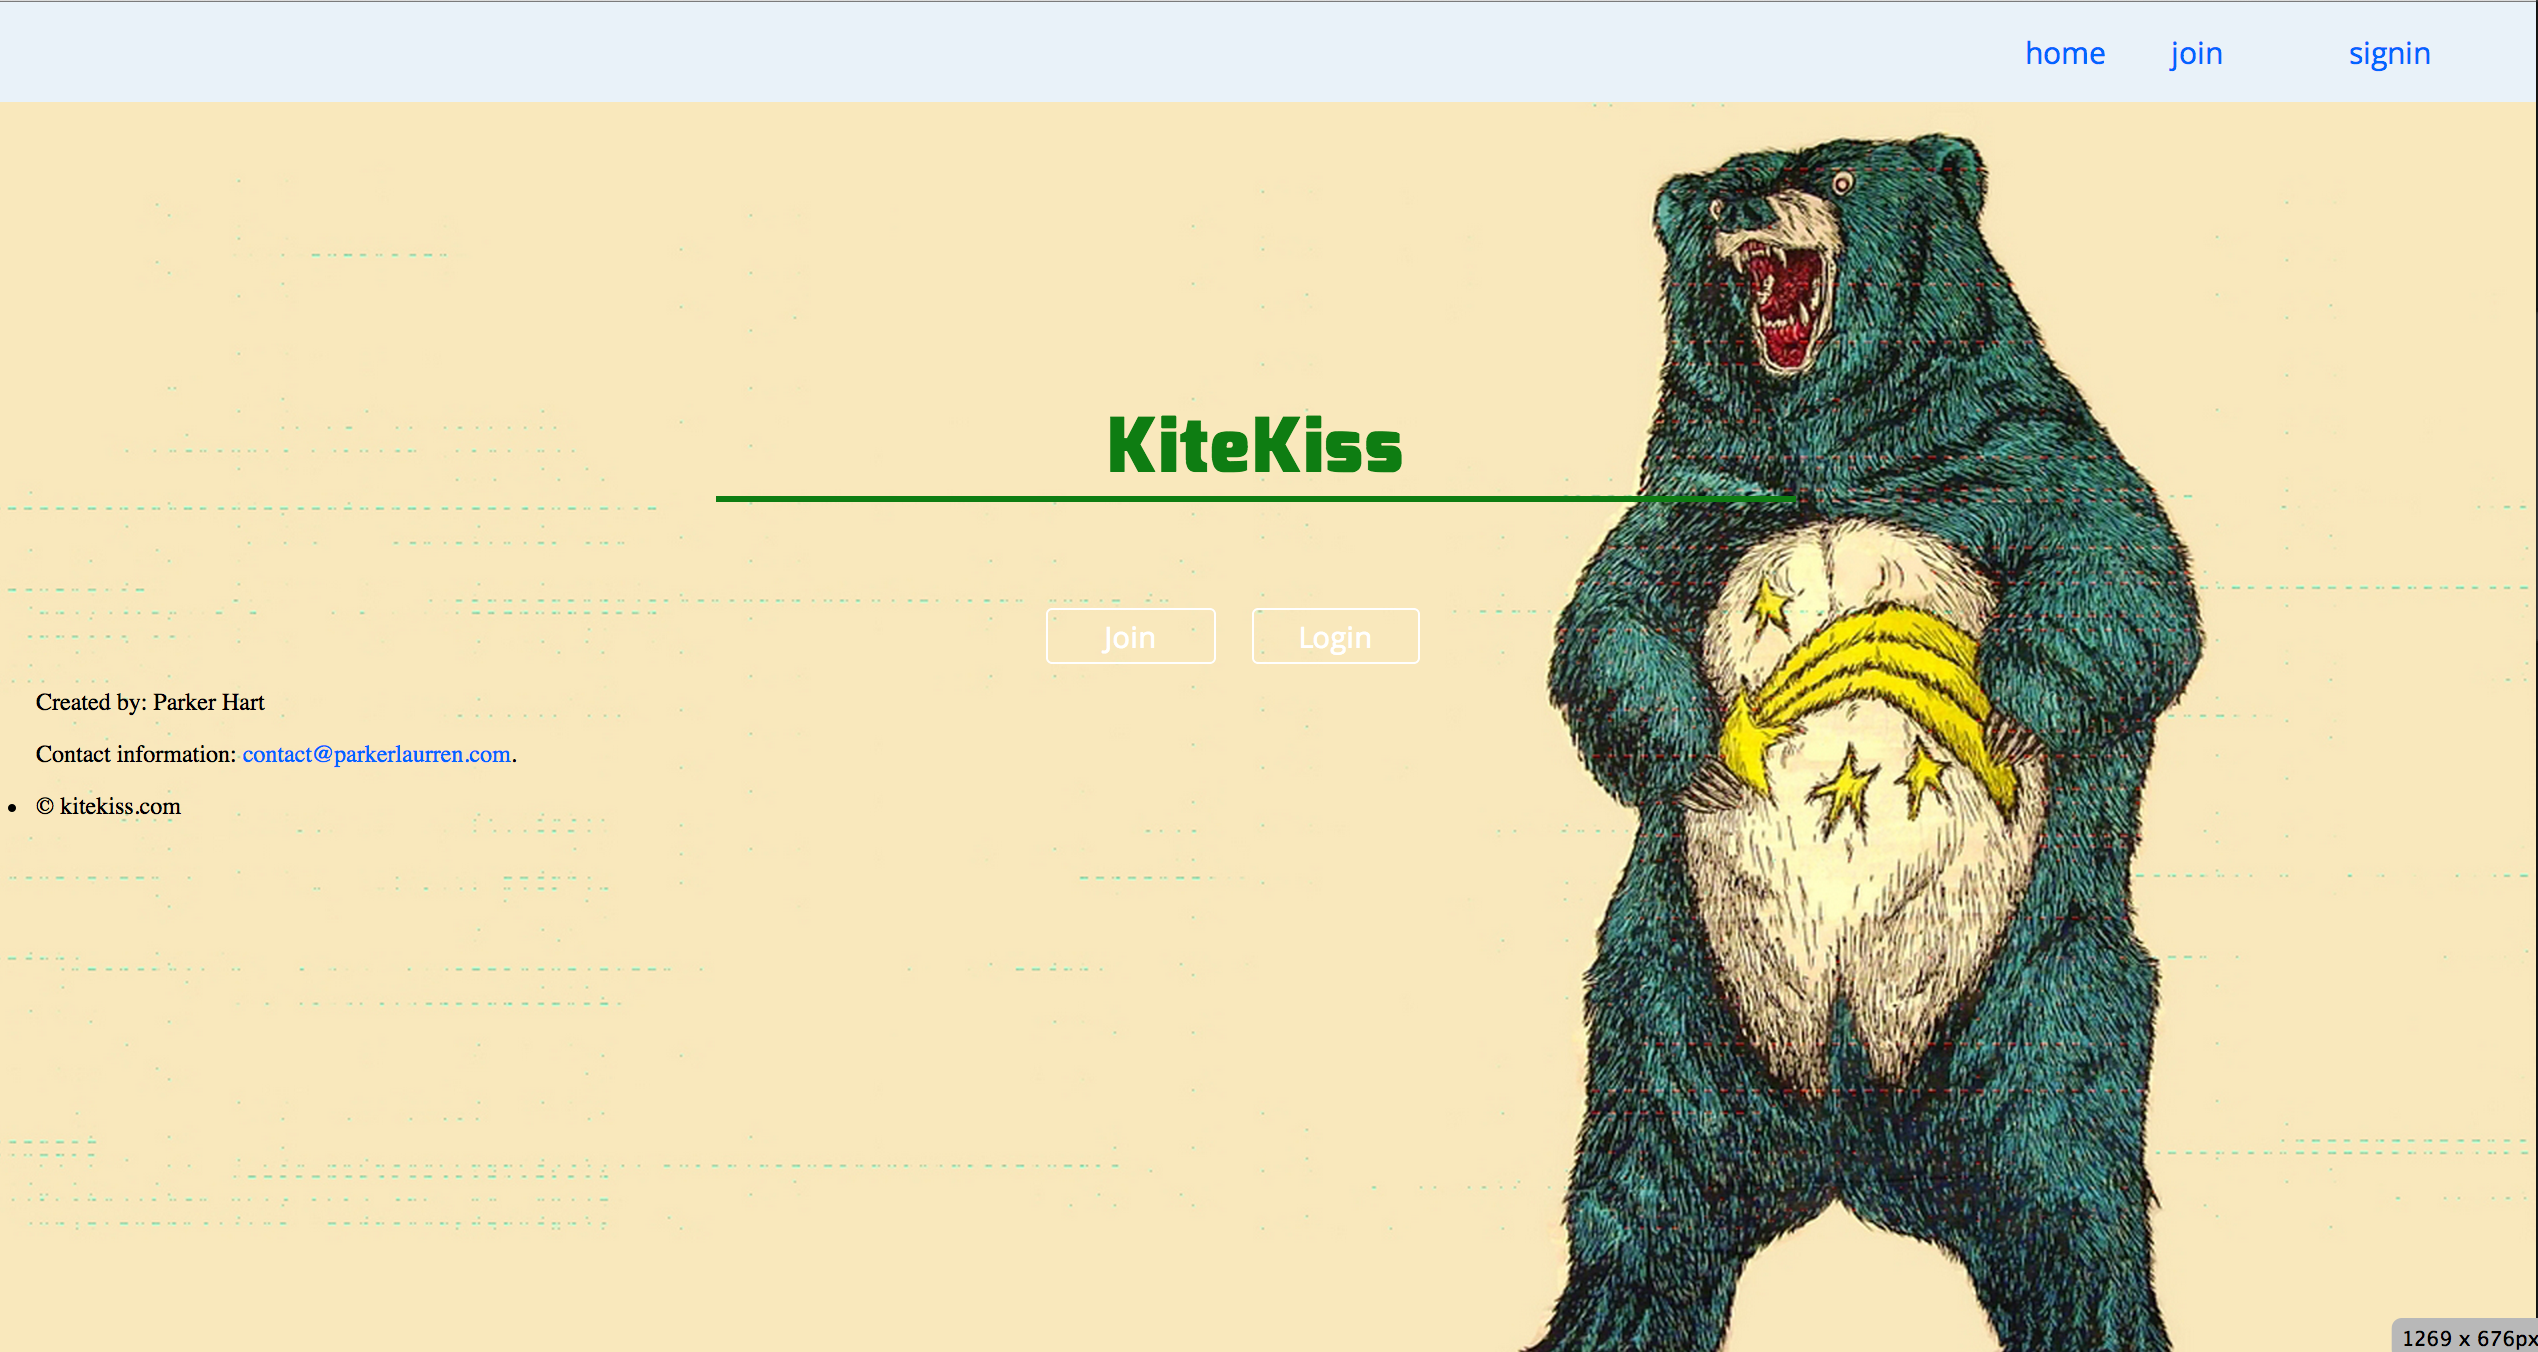 home join signin
KiteKiss
Join Login
Created by: Parker Hart
Contact information: contact@parkerlaurren.com.
• © kitekiss.com
1269 x 676px